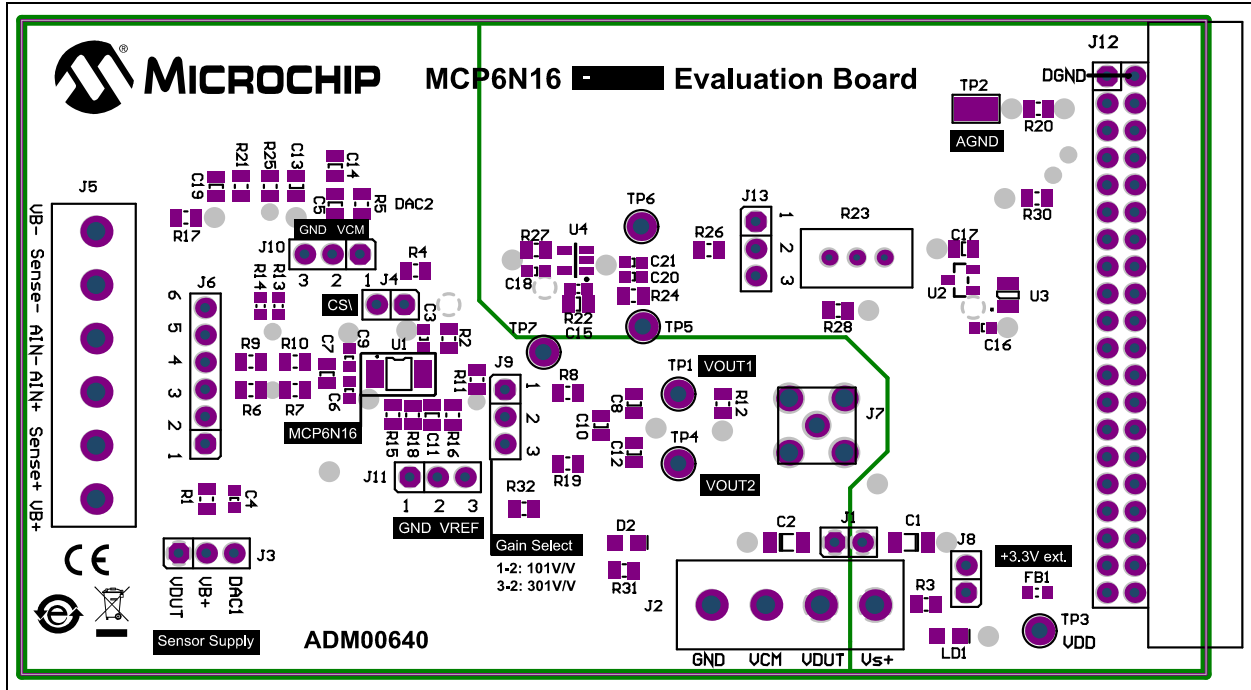 MICROCHIP
®
MCP6N16 - Evaluation Board
J12
DGND
TP2
AGND
R20
R30
J5
VB- Sense- AIN- AIN+ Sense+ VB+
C19
R21
R25
C13
C14
C5
R5
DAC2
R17
GND VCM
J10
3 2 1
R4
J4
CS\
R14
R13
J6
6
5
4
3
2
1
R9
R10
R6
R7
C7
C9
C6
U1
C3
R2
R11
MCP6N16
R15
R18
C11
R16
J11
1 2 3
GND VREF
J9
1
2
3
Gain Select
1-2: 101V/V
3-2: 301V/V
R32
R8
R19
C10
C8
C12
TP7
R27
U4
C18
R22
C15
C21
C20
R24
TP6
TP5
R26
J13
1
2
3
R23
R28
C17
U2
U3
C16
TP1
VOUT1
R12
TP4
VOUT2
J7
R1
C4
J3
VDUT
VB+
DAC1
Sensor Supply
CE
e
ADM00640
D2
R31
J2
C2
J1
C1
GND VCM VDUT Vs+
R3
J8
LD1
+3.3V ext.
FB1
TP3
VDD